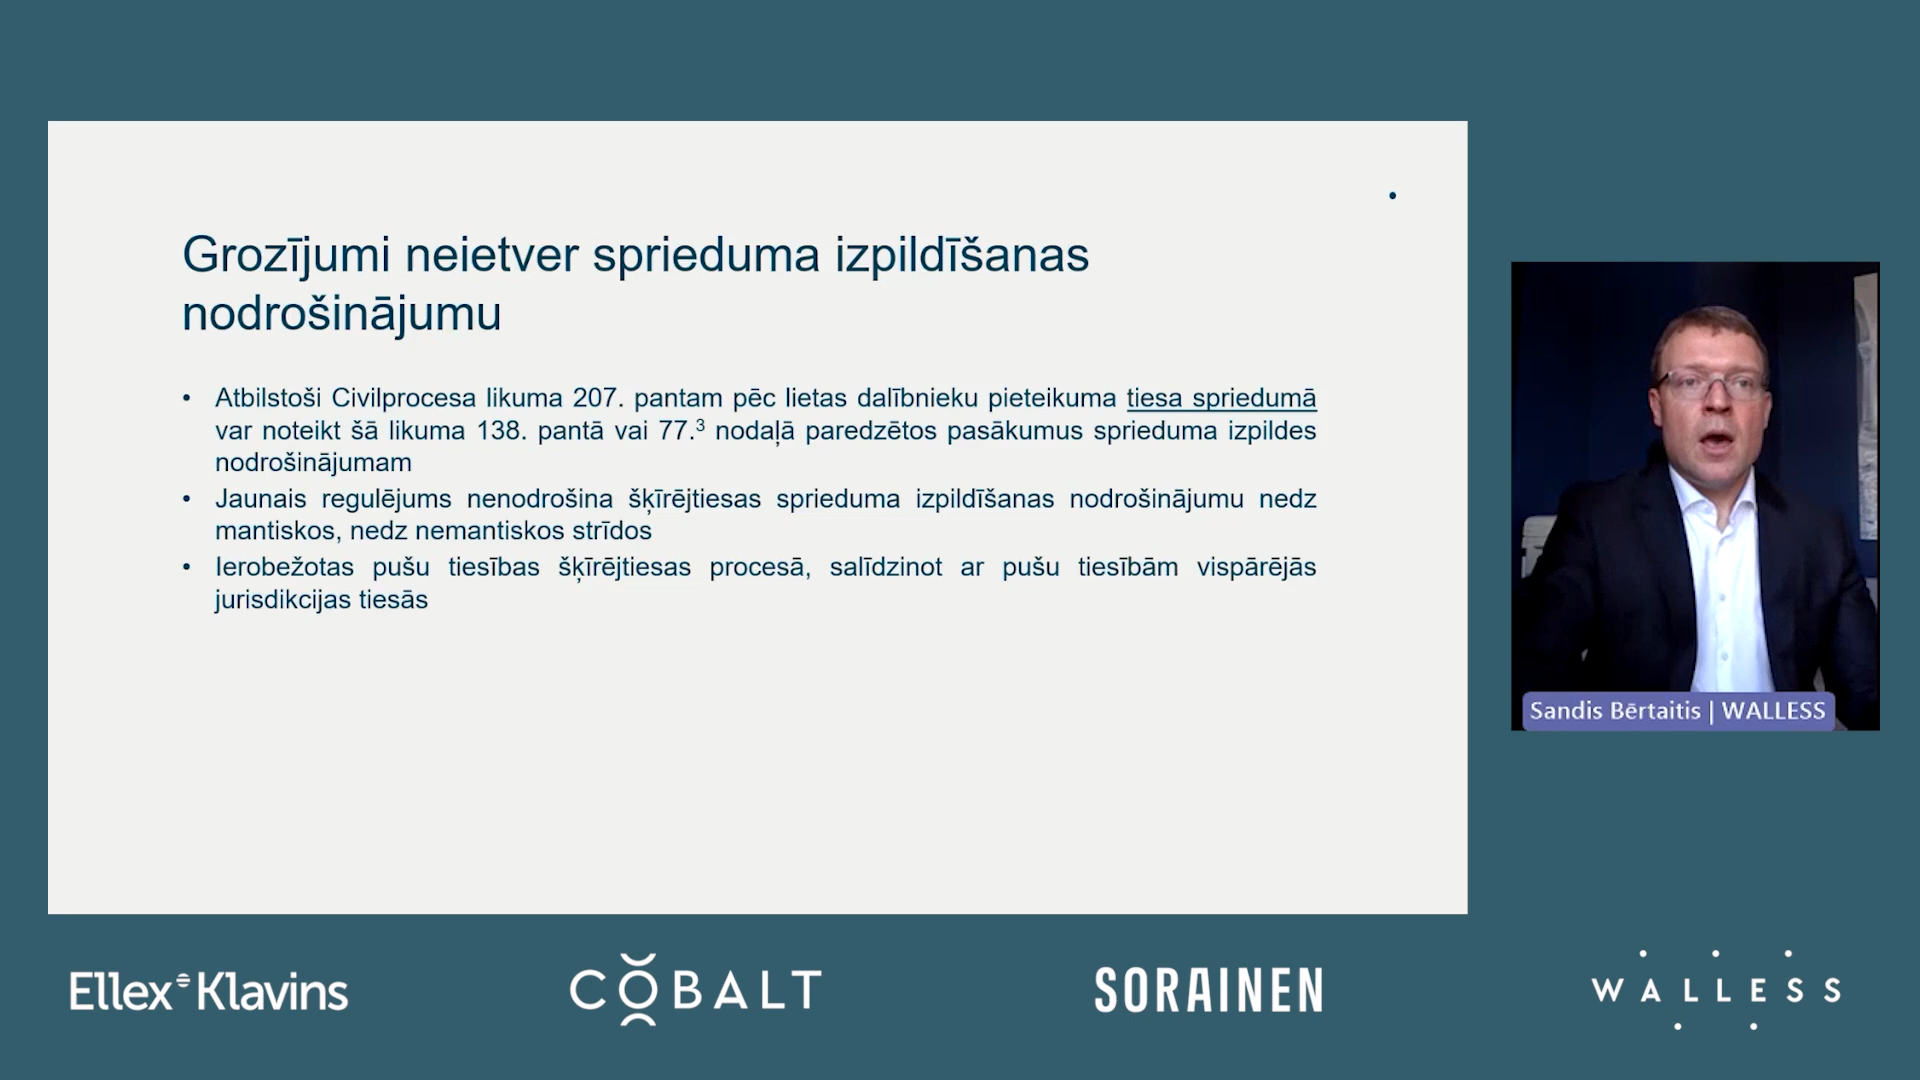 Grozījumi neietver sprieduma izpildīšanas
nodrošinājumu
• Atbilstoši Civilprocesa likuma 207. pantam pēc lietas dalībnieku pieteikuma tiesa spriedumā
var noteikt šā likuma 138. pantā vai 77.³ nodaļā paredzētos pasākumus sprieduma izpildes
nodrošinājumam
• Jaunais regulējums nenodrošina šķīrējtiesas sprieduma izpildīšanas nodrošinājumu nedz
mantiskos, nedz nemantiskos strīdos
• Ierobežotas pušu tiesības šķīrējtiesas procesā, salīdzinot ar pušu tiesībām vispārējās
jurisdikcijas tiesās
Sandis Bērtaitis | WALLESS
Ellex Klavins
COBALT
SORAINEN
WALLESS